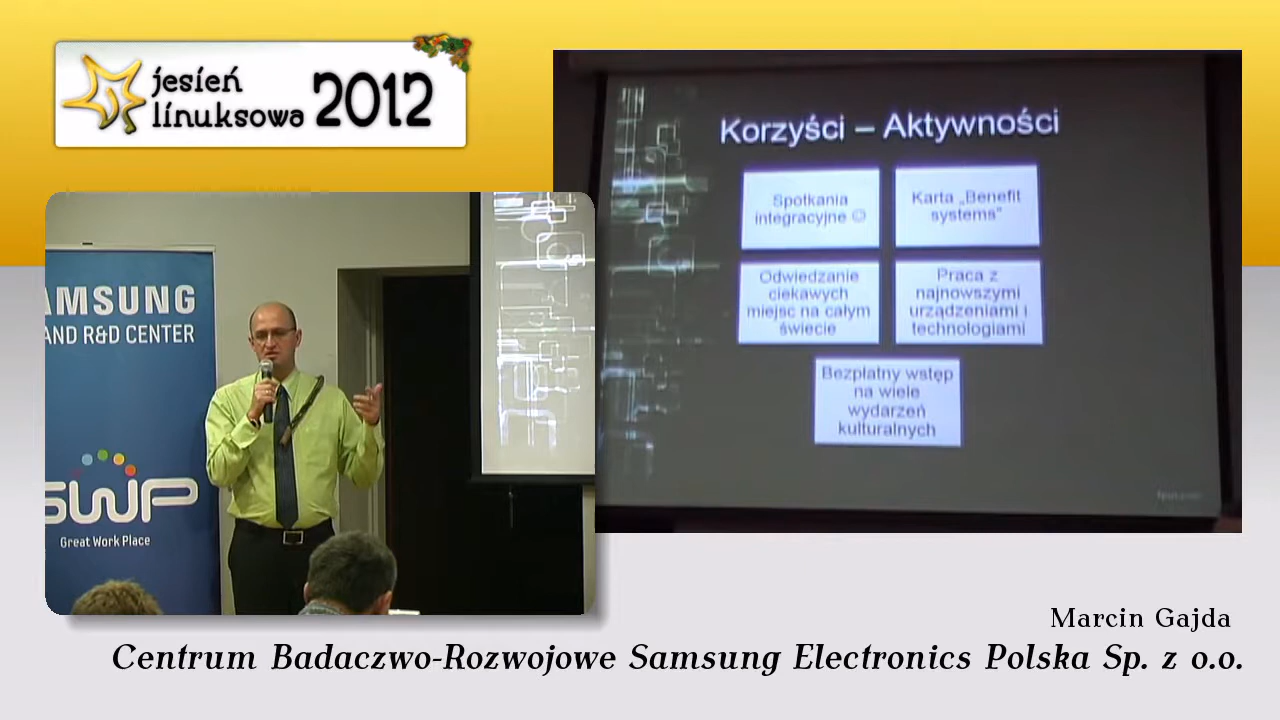 jesień
linuksowa 2012
AMSUNG
AND R&D CENTER
SWP
Great Work Place
Korzyści – Aktywności
Spotkania
integracyjne ☺
Karta „Benefit
systems”
Odwiedzanie
ciekawych
miejsc na całym
świecie
Praca z
najnowszymi
urządzeniami i
technologiami
Bezpłatny wstęp
na wiele
wydarzeń
kulturalnych
Marcin Gajda
Centrum Badaczwo-Rozwojowe Samsung Electronics Polska Sp. z o.o.